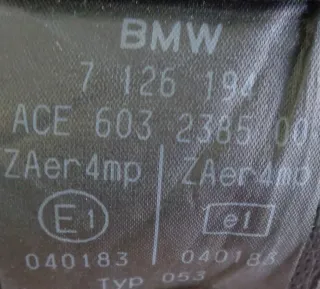 BMW
7 126 194
ACE 603 2385 00
ZAer4mp ZAer4mp
E1 e1
040183 040183
Typ 053